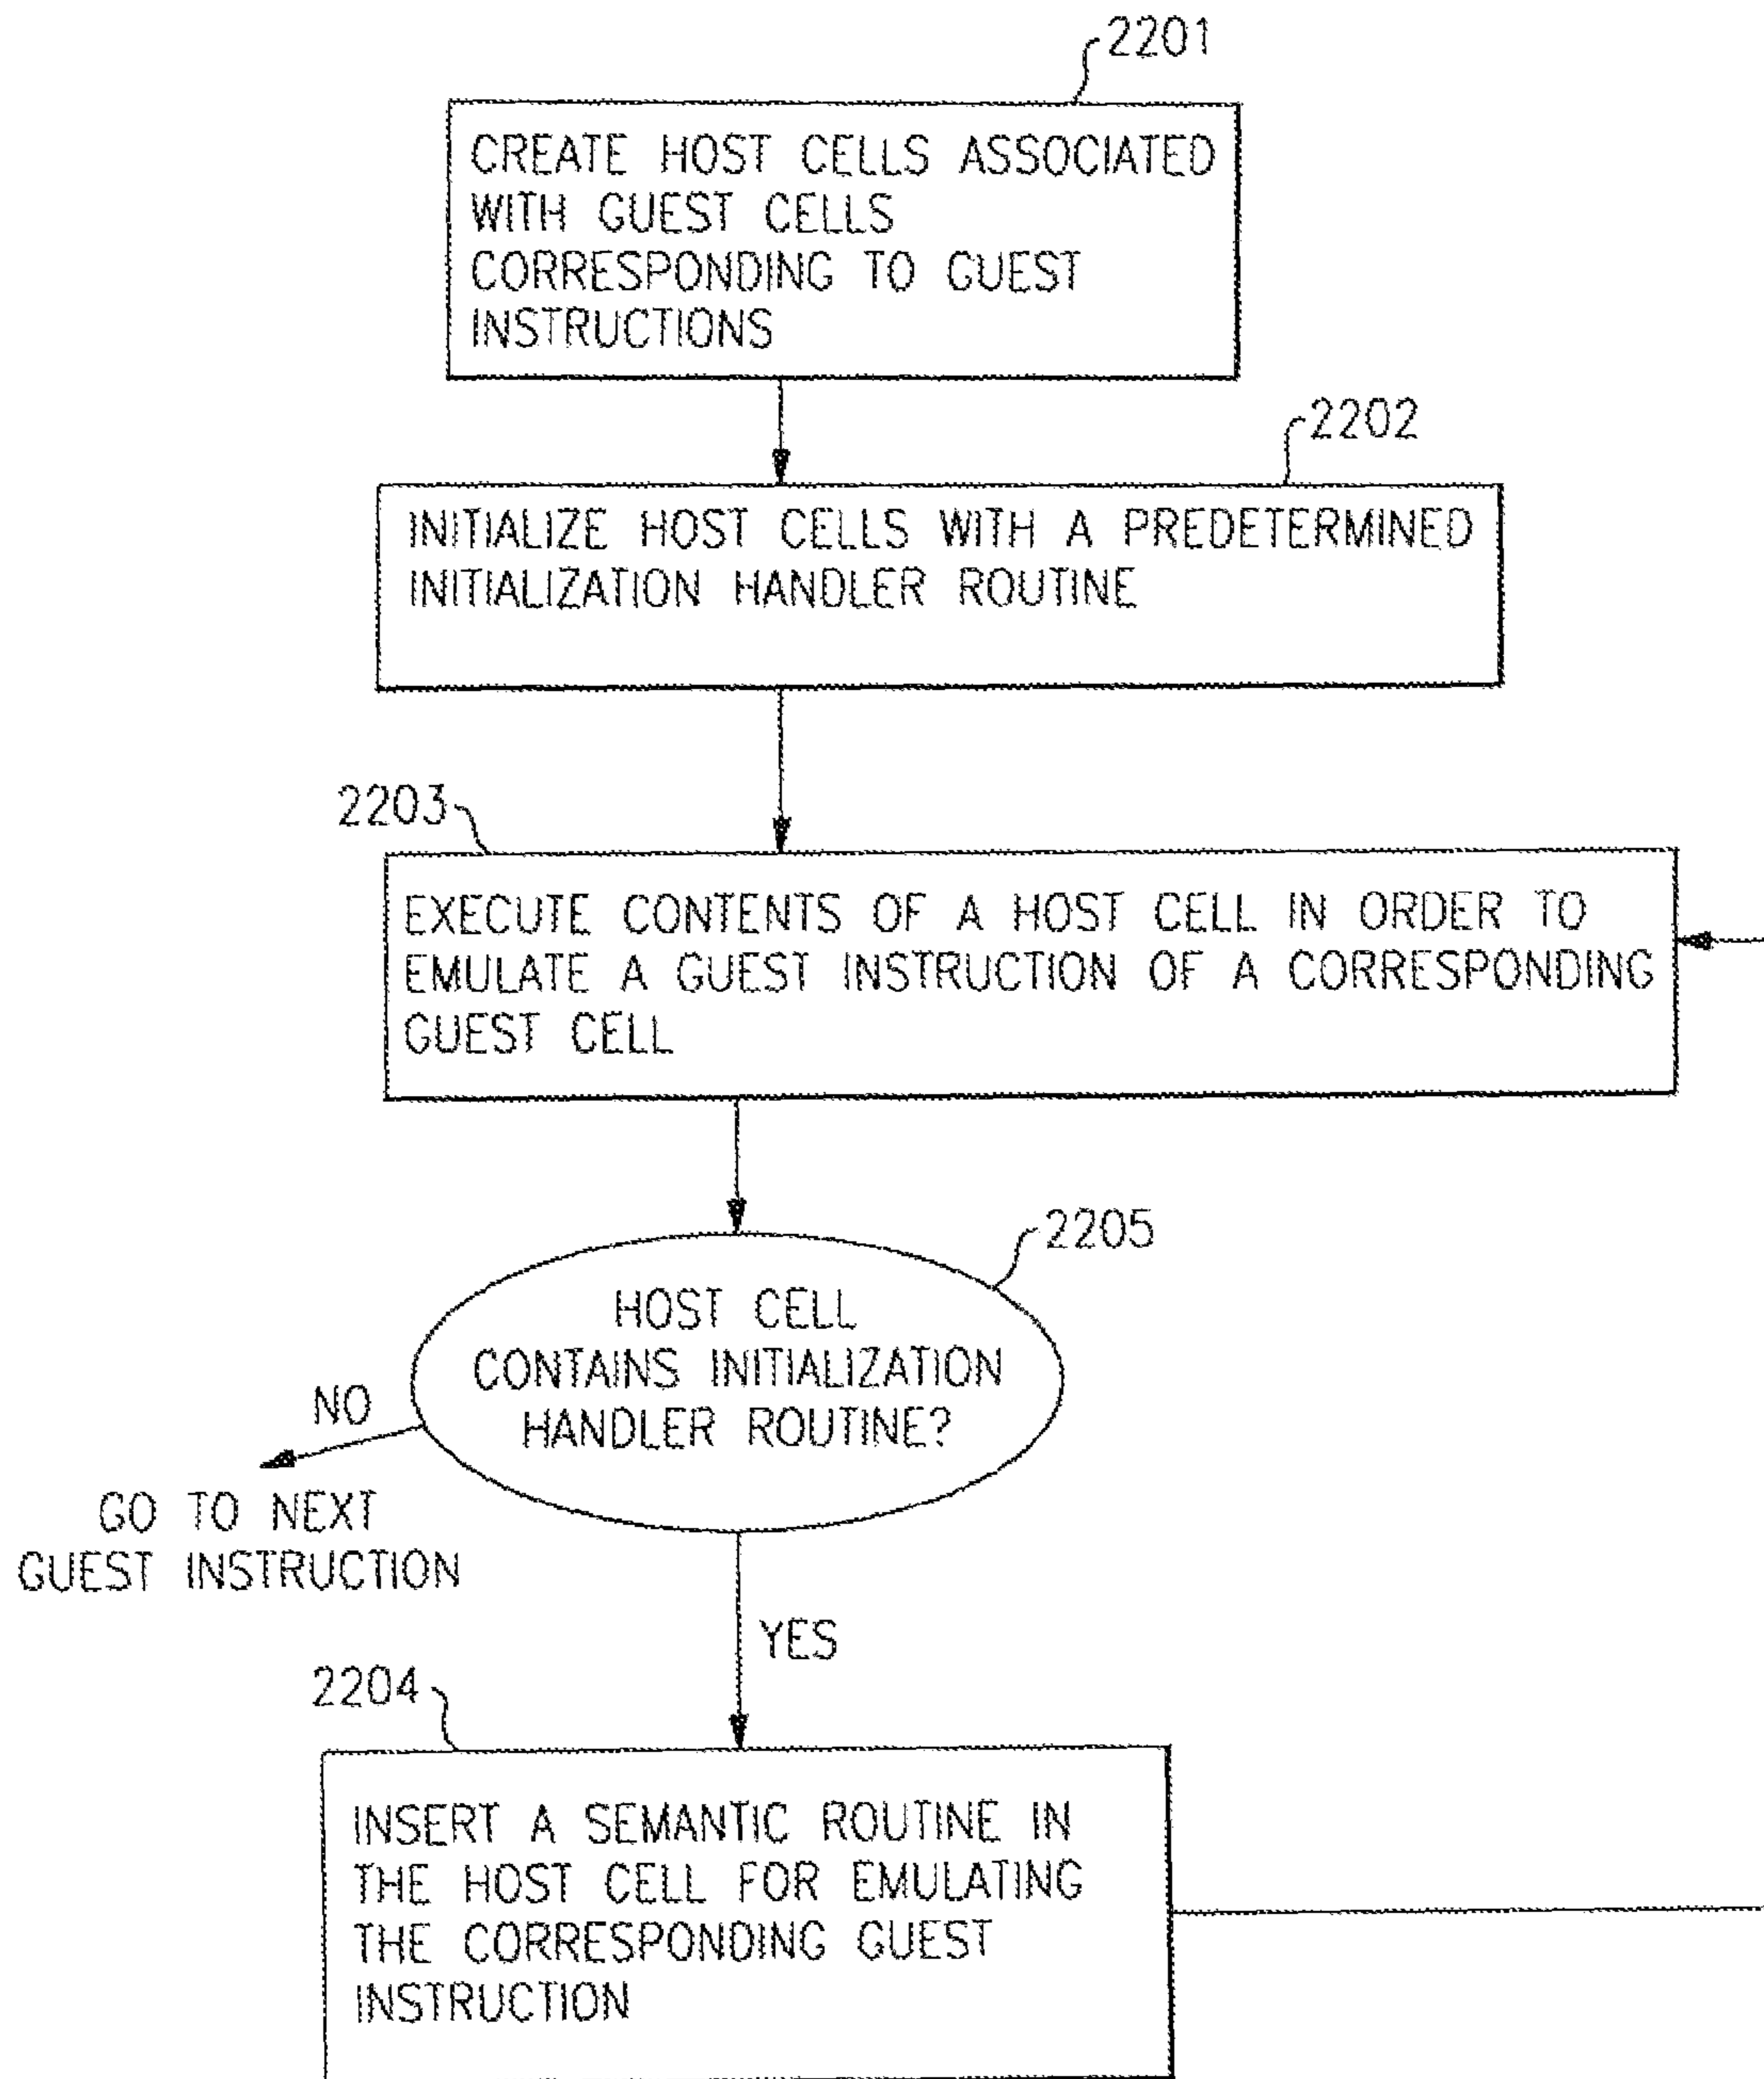 2201
CREATE HOST CELLS ASSOCIATED
WITH GUEST CELLS
CORRESPONDING TO GUEST
INSTRUCTIONS
2202
INITIALIZE HOST CELLS WITH A PREDETERMINED
INITIALIZATION HANDLER ROUTINE
2203
EXECUTE CONTENTS OF A HOST CELL IN ORDER TO
EMULATE A GUEST INSTRUCTION OF A CORRESPONDING
GUEST CELL
2205
HOST CELL
CONTAINS INITIALIZATION
HANDLER ROUTINE?
NO
GO TO NEXT
GUEST INSTRUCTION
YES
2204
INSERT A SEMANTIC ROUTINE IN
THE HOST CELL FOR EMULATING
THE CORRESPONDING GUEST
INSTRUCTION